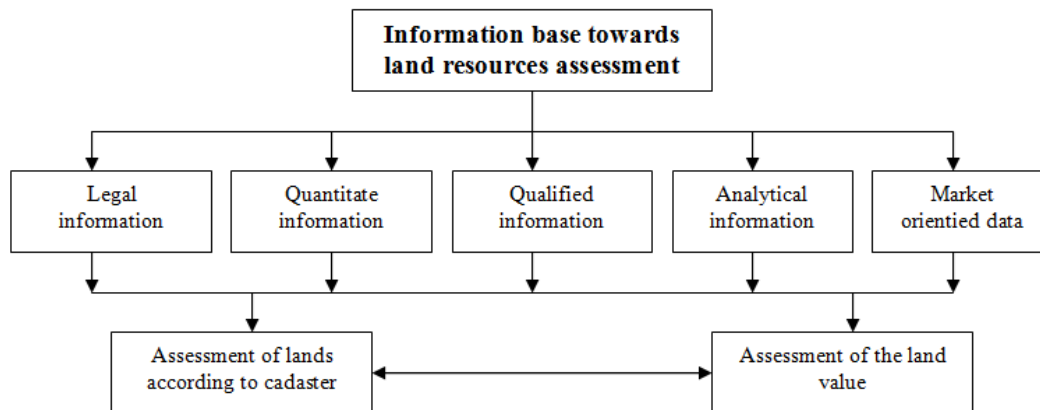 Information base towards
land resources assessment
Legal
information
Quantitate
information
Qualified
information
Analytical
information
Market
orientied data
Assessment of lands
according to cadaster
Assessment of the land
value